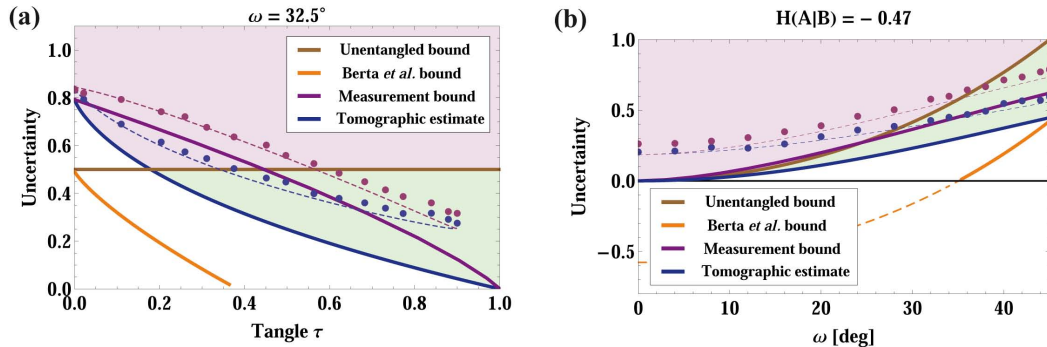 (a)
ω = 32.5°
Uncertainty
1.0
0.8
0.6
0.4
0.2
0.0
Unentangled bound
Berta et al. bound
Measurement bound
Tomographic estimate
0.0 0.2 0.4 0.6 0.8 1.0
Tangle τ
(b)
H(A|B) = − 0.47
Uncertainty
1.0
0.5
0.0
−0.5
Unentangled bound
Berta et al. bound
Measurement bound
Tomographic estimate
0 10 20 30 40
ω [deg]